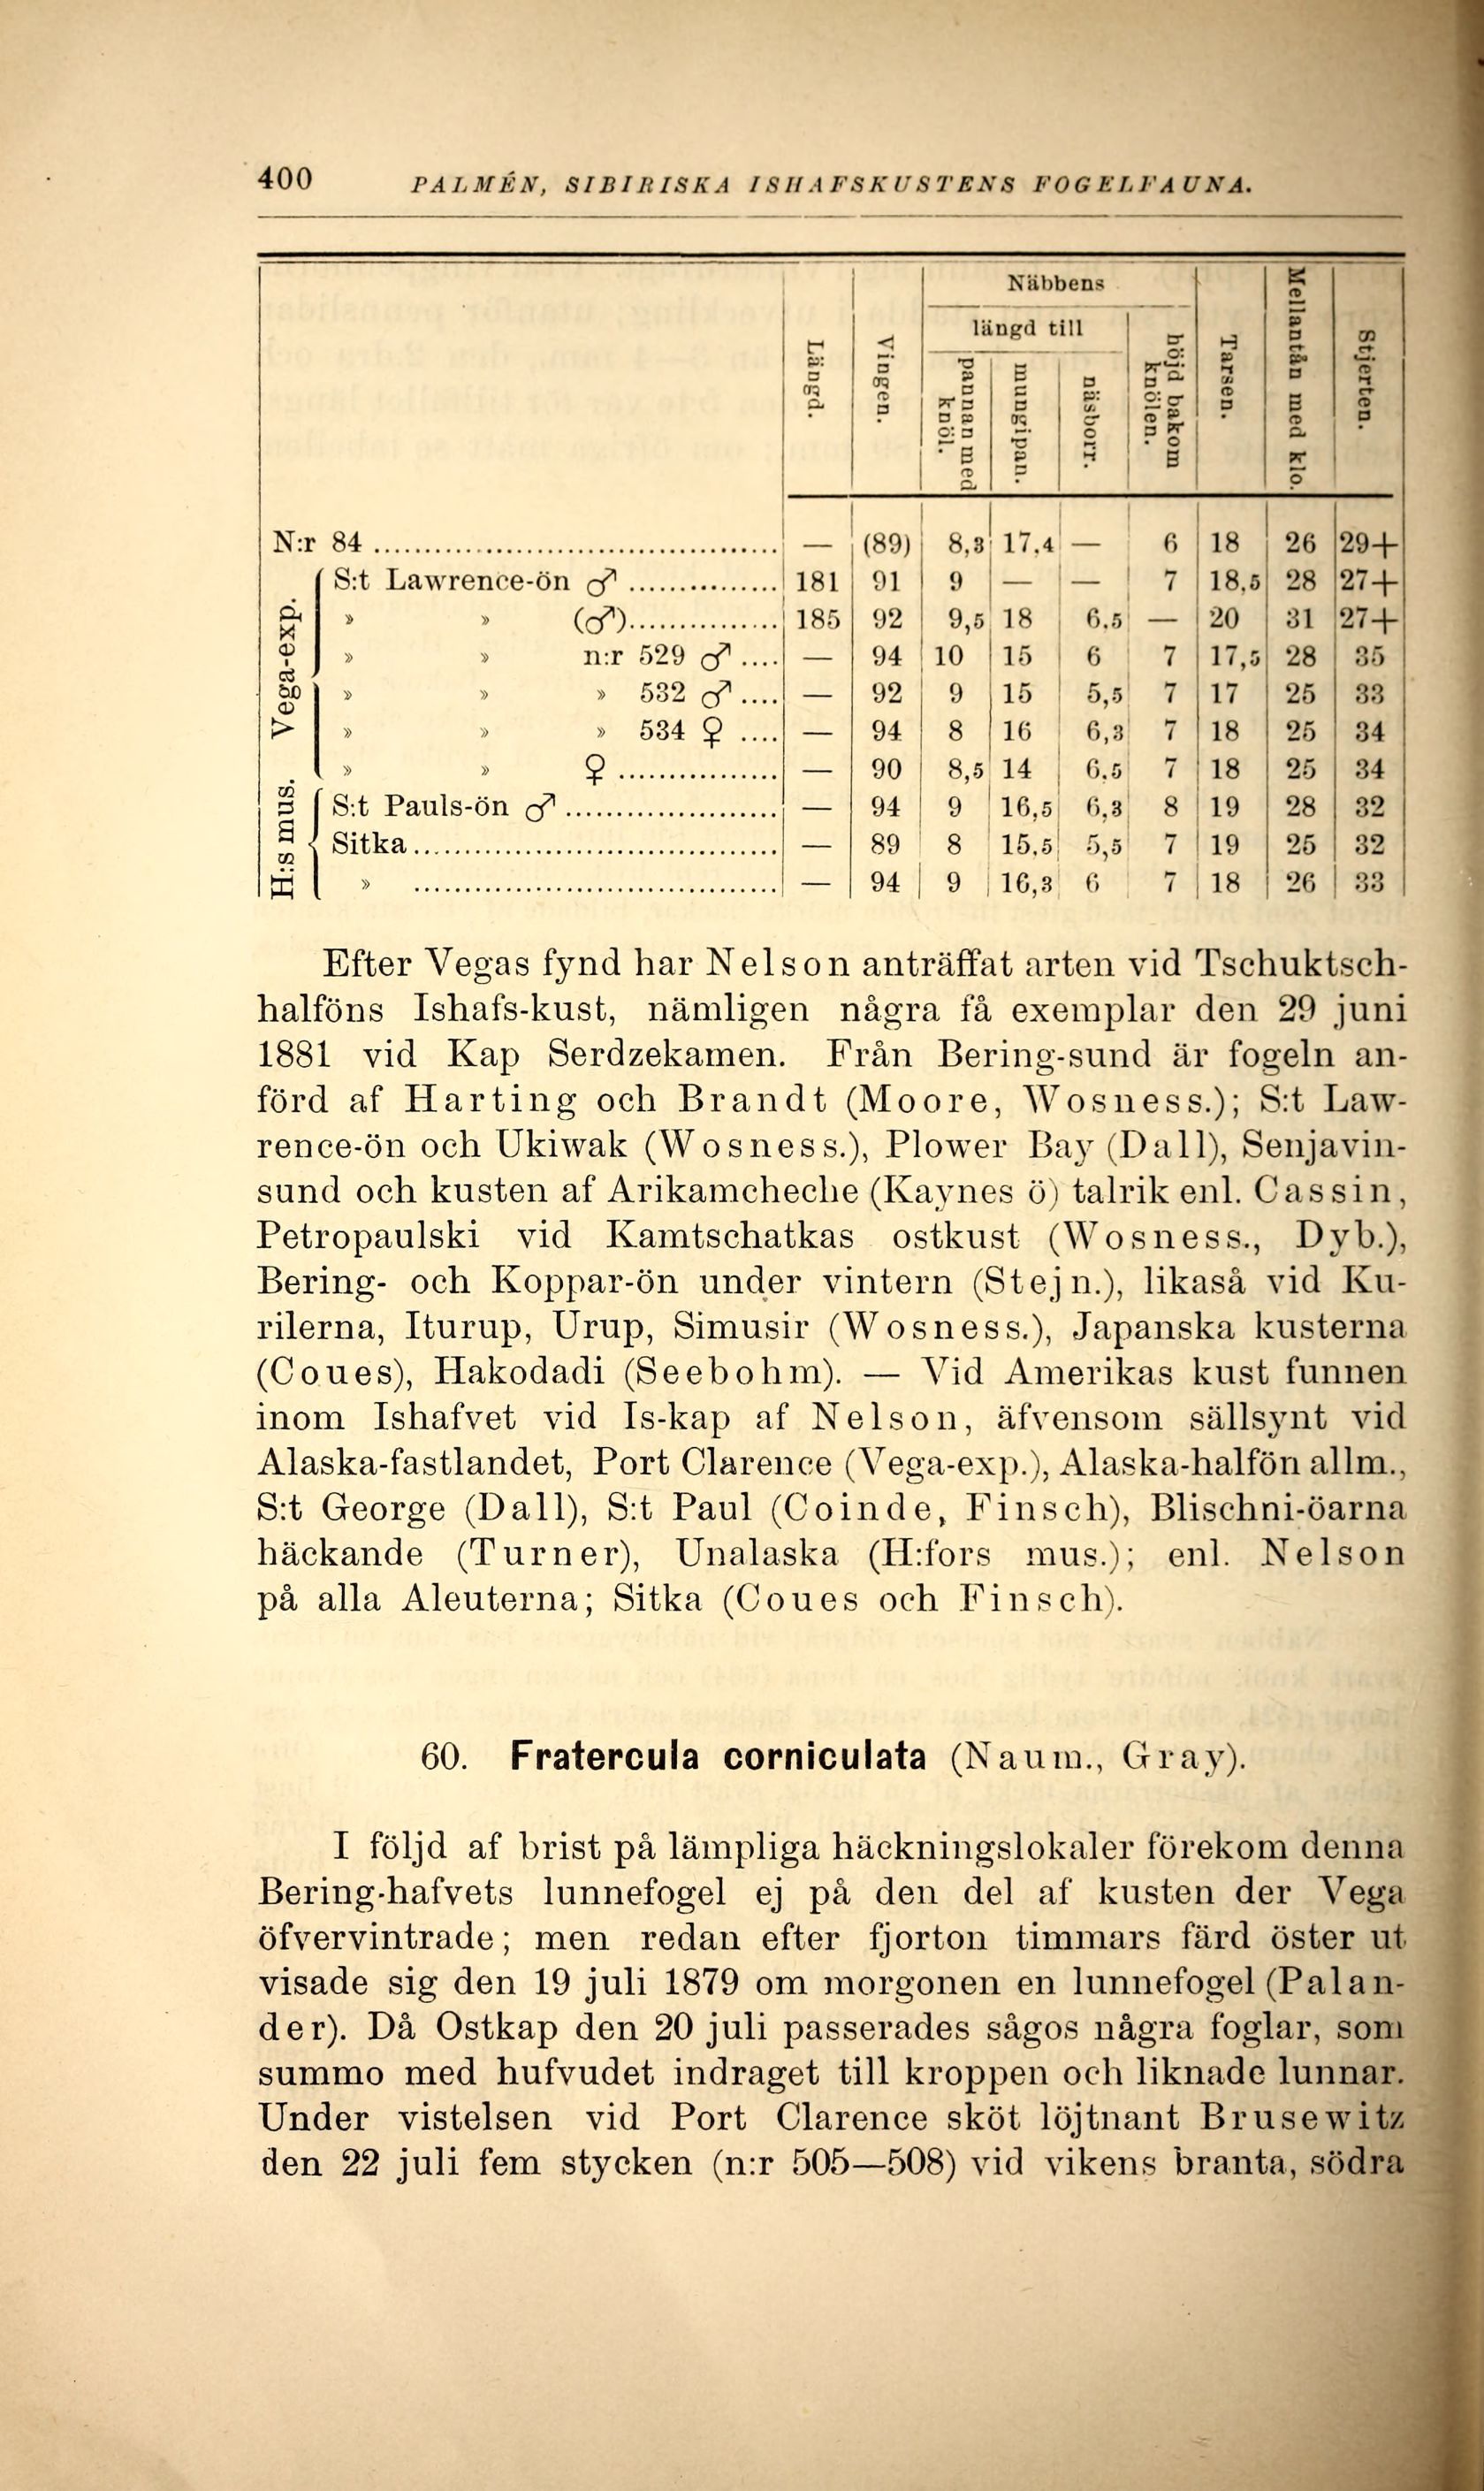 400 PALMÉN, SIBIRISKA ISHAFSKUSTENS FOGELFAUNA.
Längd. Vingen. Näbbens längd till pannan med knöl. mungipan. näsborr. höjd bakom knölen. Tarsen. Mellantån med klo. Stjerten.
N:r 84 — (89) 8,3 17,4 — 6 18 26 29+
Vega-exp.
S:t Lawrence-ön ♂ 181 91 9 — — 7 18,5 28 27+
» » (♂) 185 92 9,5 18 6,5 — 20 31 27+
» » n:r 529 ♂ — 94 10 15 6 7 17,5 28 35
» » » 532 ♂ — 92 9 15 5,5 7 17 25 33
» » » 534 ♀ — 94 8 16 6,3 7 18 25 34
» » ♀ — 90 8,5 14 6,5 7 18 25 34
H:s mus.
S:t Pauls-ön ♂ — 94 9 16,5 6,3 8 19 28 32
Sitka — 89 8 15,5 5,5 7 19 25 32
» — 94 9 16,3 6 7 18 26 33
Efter Vegas fynd har Nelson anträffat arten vid Tschuktsch-
halföns Ishafs-kust, nämligen några få exemplar den 29 juni
1881 vid Kap Serdzekamen. Från Bering-sund är fogeln an-
förd af Harting och Brandt (Moore, Wosness.); S:t Law-
rence-ön och Ukiwak (Wosness.), Plower Bay (Dall), Senjavin-
sund och kusten af Arikamcheche (Kaynes ö) talrik enl. Cassin,
Petropaulski vid Kamtschatkas ostkust (Wosness., Dyb.),
Bering- och Koppar-ön under vintern (Stejn.), likaså vid Ku-
rilerna, Iturup, Urup, Simusir (Wosness.), Japanska kusterna
(Coues), Hakodadi (Seebohm). — Vid Amerikas kust funnen
inom Ishafvet vid Is-kap af Nelson, äfvensom sällsynt vid
Alaska-fastlandet, Port Clarence (Vega-exp.), Alaska-halfön allm.,
S:t George (Dall), S:t Paul (Coinde, Finsch), Blischni-öarna
häckande (Turner), Unalaska (H:fors mus.); enl. Nelson
på alla Aleuterna; Sitka (Coues och Finsch).
60. Fratercula corniculata (Naum., Gray).
I följd af brist på lämpliga häckningslokaler förekom denna
Bering-hafvets lunnefogel ej på den del af kusten der Vega
öfvervintrade; men redan efter fjorton timmars färd öster ut
visade sig den 19 juli 1879 om morgonen en lunnefogel (Palan-
der). Då Ostkap den 20 juli passerades sågos några foglar, som
summo med hufvudet indraget till kroppen och liknade lunnar.
Under vistelsen vid Port Clarence sköt löjtnant Brusewitz
den 22 juli fem stycken (n:r 505—508) vid vikens branta, södra